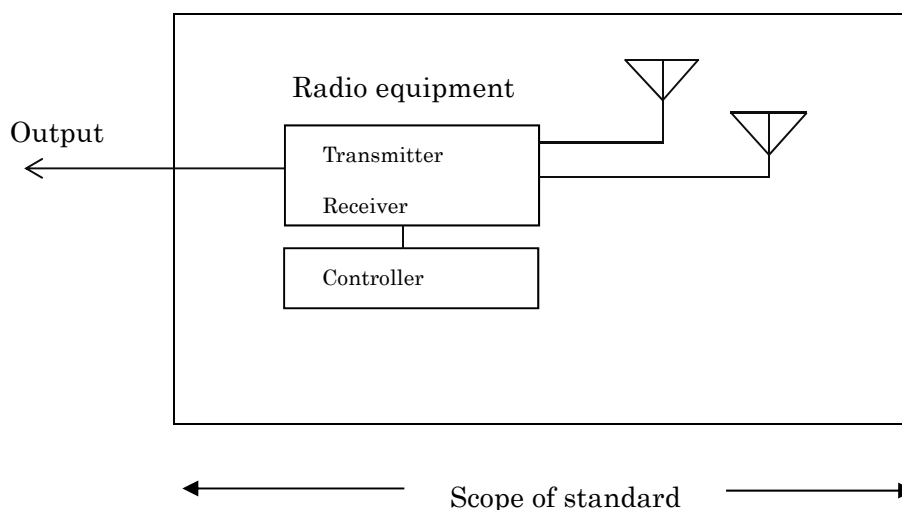 Radio equipment
Output
Transmitter
Receiver
Controller
Scope of standard